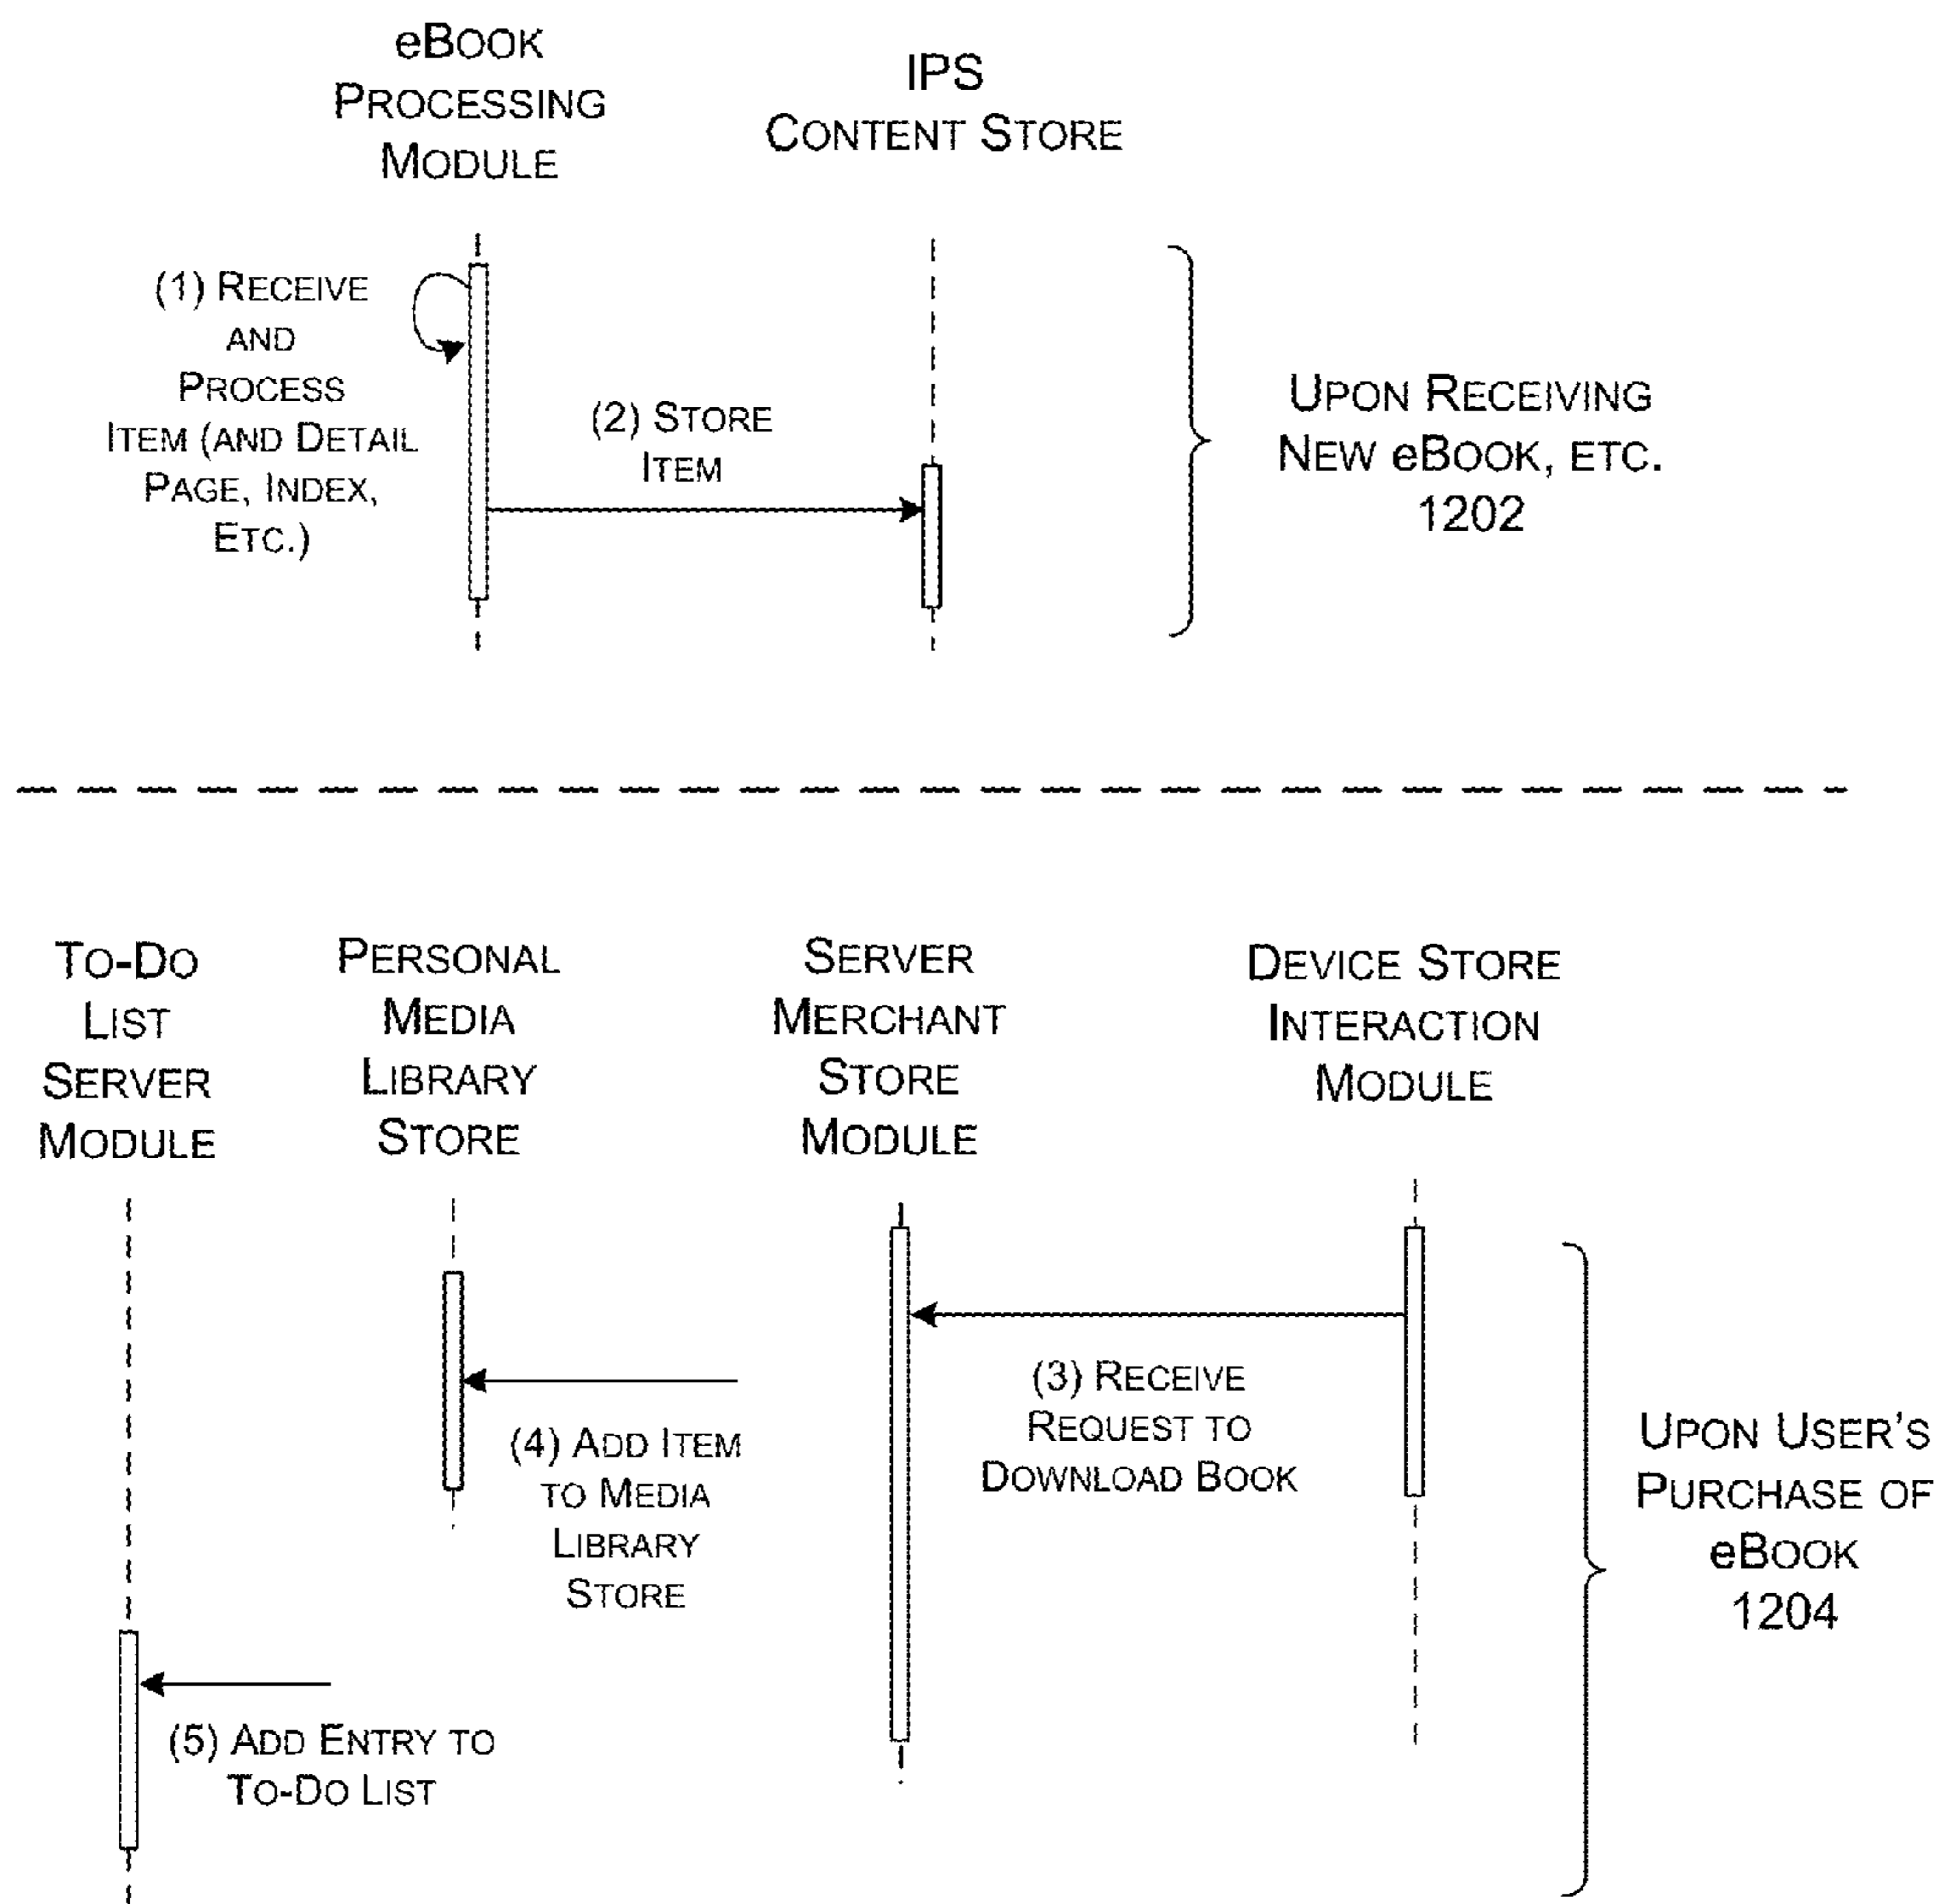 eBOOK
PROCESSING
MODULE
IPS
CONTENT STORE
(1) RECEIVE
AND
PROCESS
ITEM (AND DETAIL
PAGE, INDEX,
ETC.)
(2) STORE
ITEM
UPON RECEIVING
NEW eBOOK, ETC.
1202
TO-DO
LIST
SERVER
MODULE
PERSONAL
MEDIA
LIBRARY
STORE
SERVER
MERCHANT
STORE
MODULE
DEVICE STORE
INTERACTION
MODULE
(3) RECEIVE
REQUEST TO
DOWNLOAD BOOK
(4) ADD ITEM
TO MEDIA
LIBRARY
STORE
(5) ADD ENTRY TO
TO-DO LIST
UPON USER'S
PURCHASE OF
eBOOK
1204